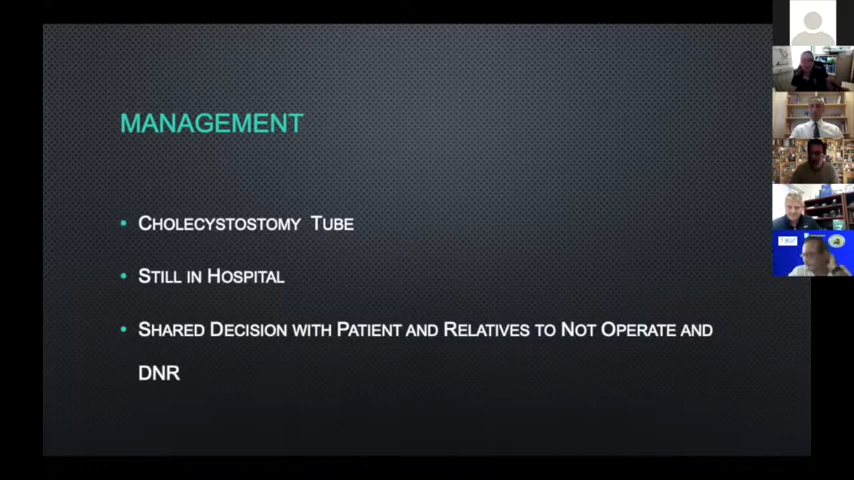 MANAGEMENT
• CHOLECYSTOSTOMY TUBE
• STILL IN HOSPITAL
• SHARED DECISION WITH PATIENT AND RELATIVES TO NOT OPERATE AND
DNR